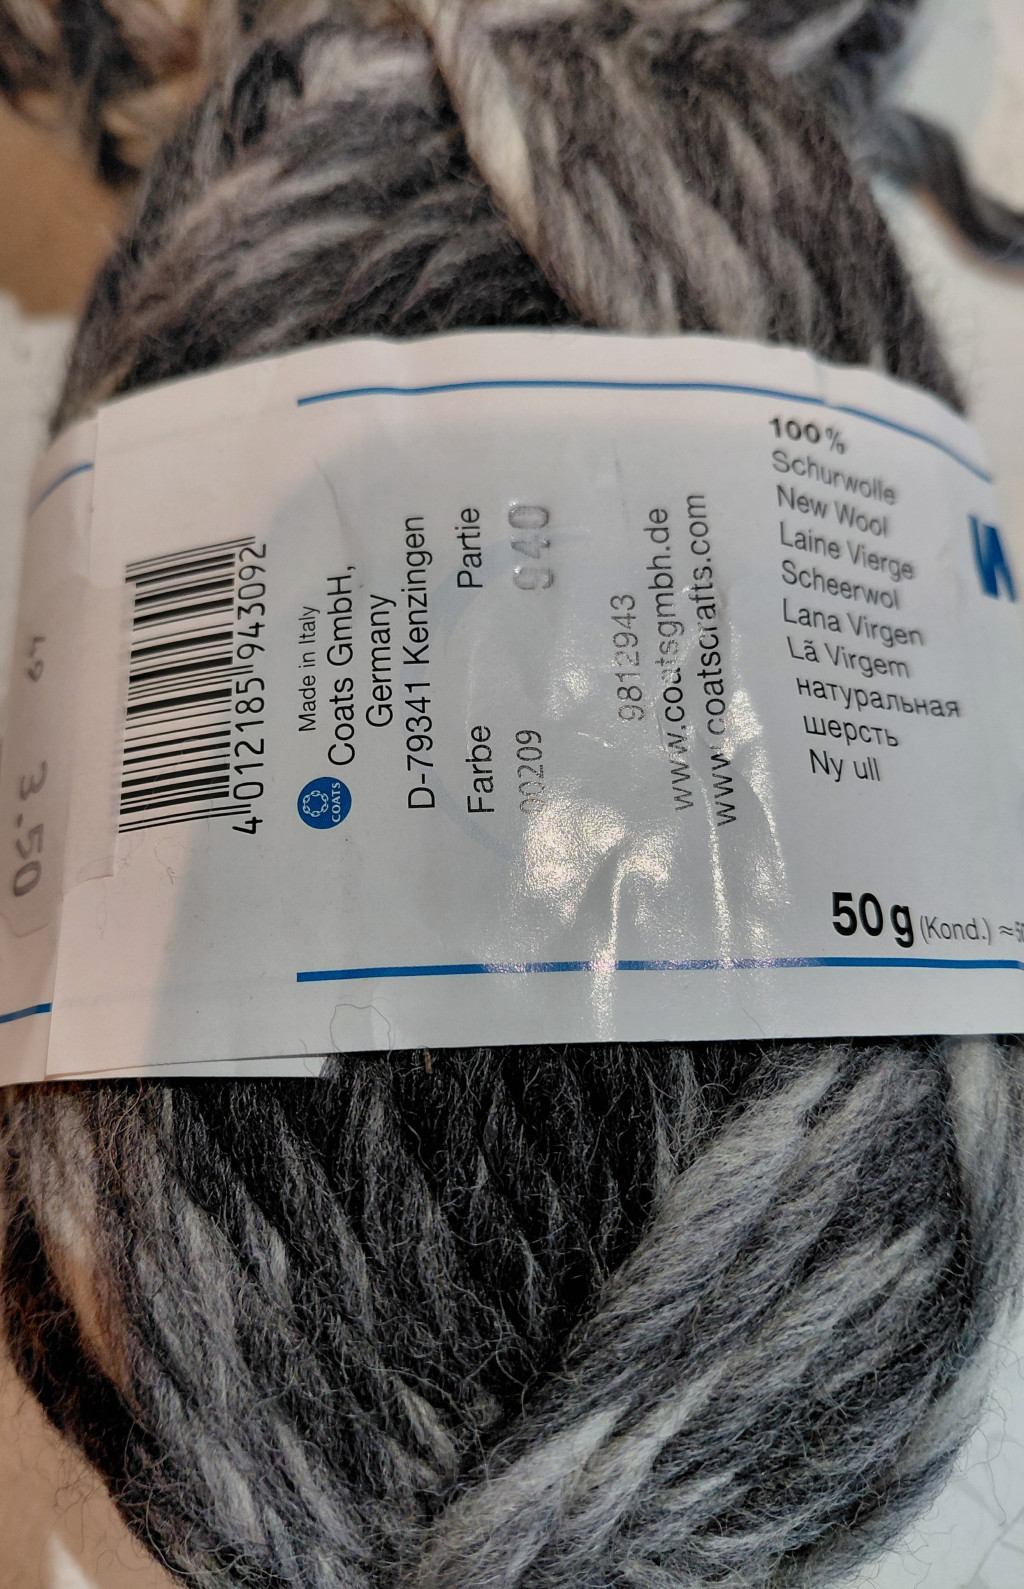 4 012185 943092
Made in Italy
COATS
Coats GmbH,
Germany
D-79341 Kenzingen
Farbe Partie
00209 940
9812943
www.coatsgmbh.de
www.coatscrafts.com
100%
Schurwolle
New Wool
Laine Vierge
Scheerwol
Lana Virgen
Lã Virgem
натуральная
шерсть
Ny ull
50 g (Kond.) ≈
3.50